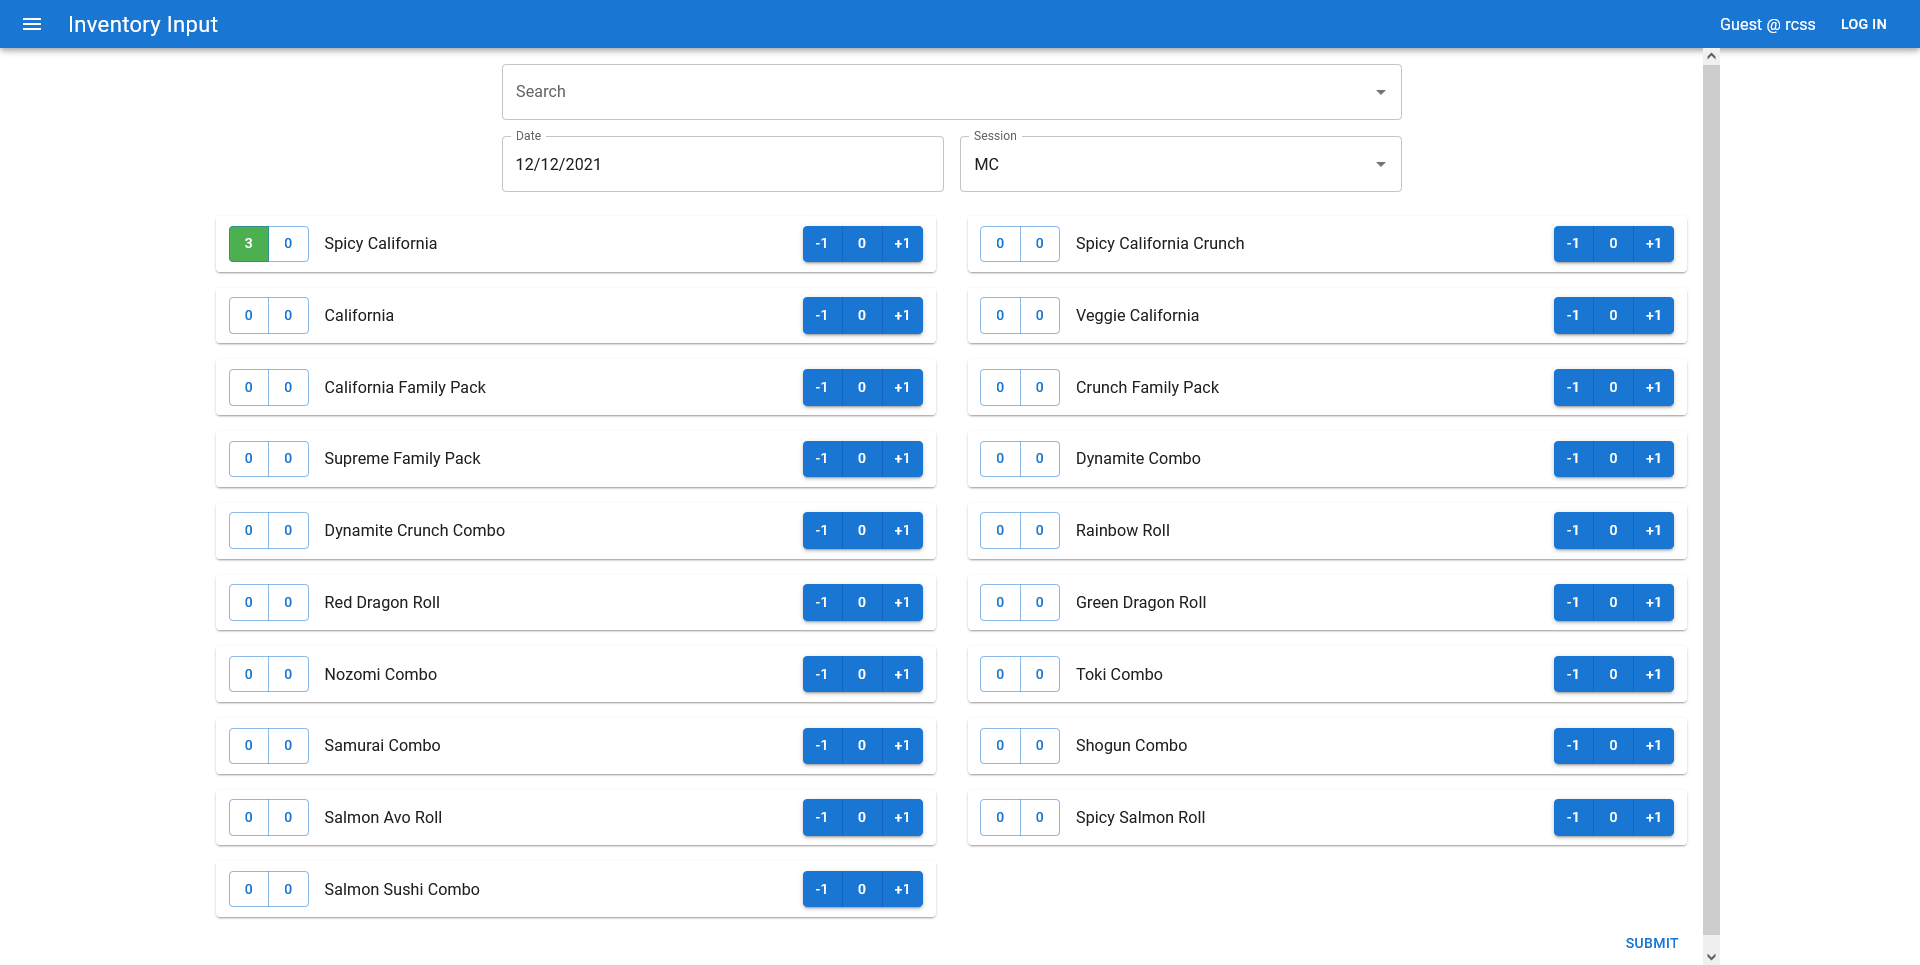 Inventory Input
Guest @ rcss LOG IN
Search
Date
12/12/2021
Session
MC
3 0 Spicy California -1 0 +1
0 0 Spicy California Crunch -1 0 +1
0 0 California -1 0 +1
0 0 Veggie California -1 0 +1
0 0 California Family Pack -1 0 +1
0 0 Crunch Family Pack -1 0 +1
0 0 Supreme Family Pack -1 0 +1
0 0 Dynamite Combo -1 0 +1
0 0 Dynamite Crunch Combo -1 0 +1
0 0 Rainbow Roll -1 0 +1
0 0 Red Dragon Roll -1 0 +1
0 0 Green Dragon Roll -1 0 +1
0 0 Nozomi Combo -1 0 +1
0 0 Toki Combo -1 0 +1
0 0 Samurai Combo -1 0 +1
0 0 Shogun Combo -1 0 +1
0 0 Salmon Avo Roll -1 0 +1
0 0 Spicy Salmon Roll -1 0 +1
0 0 Salmon Sushi Combo -1 0 +1
SUBMIT